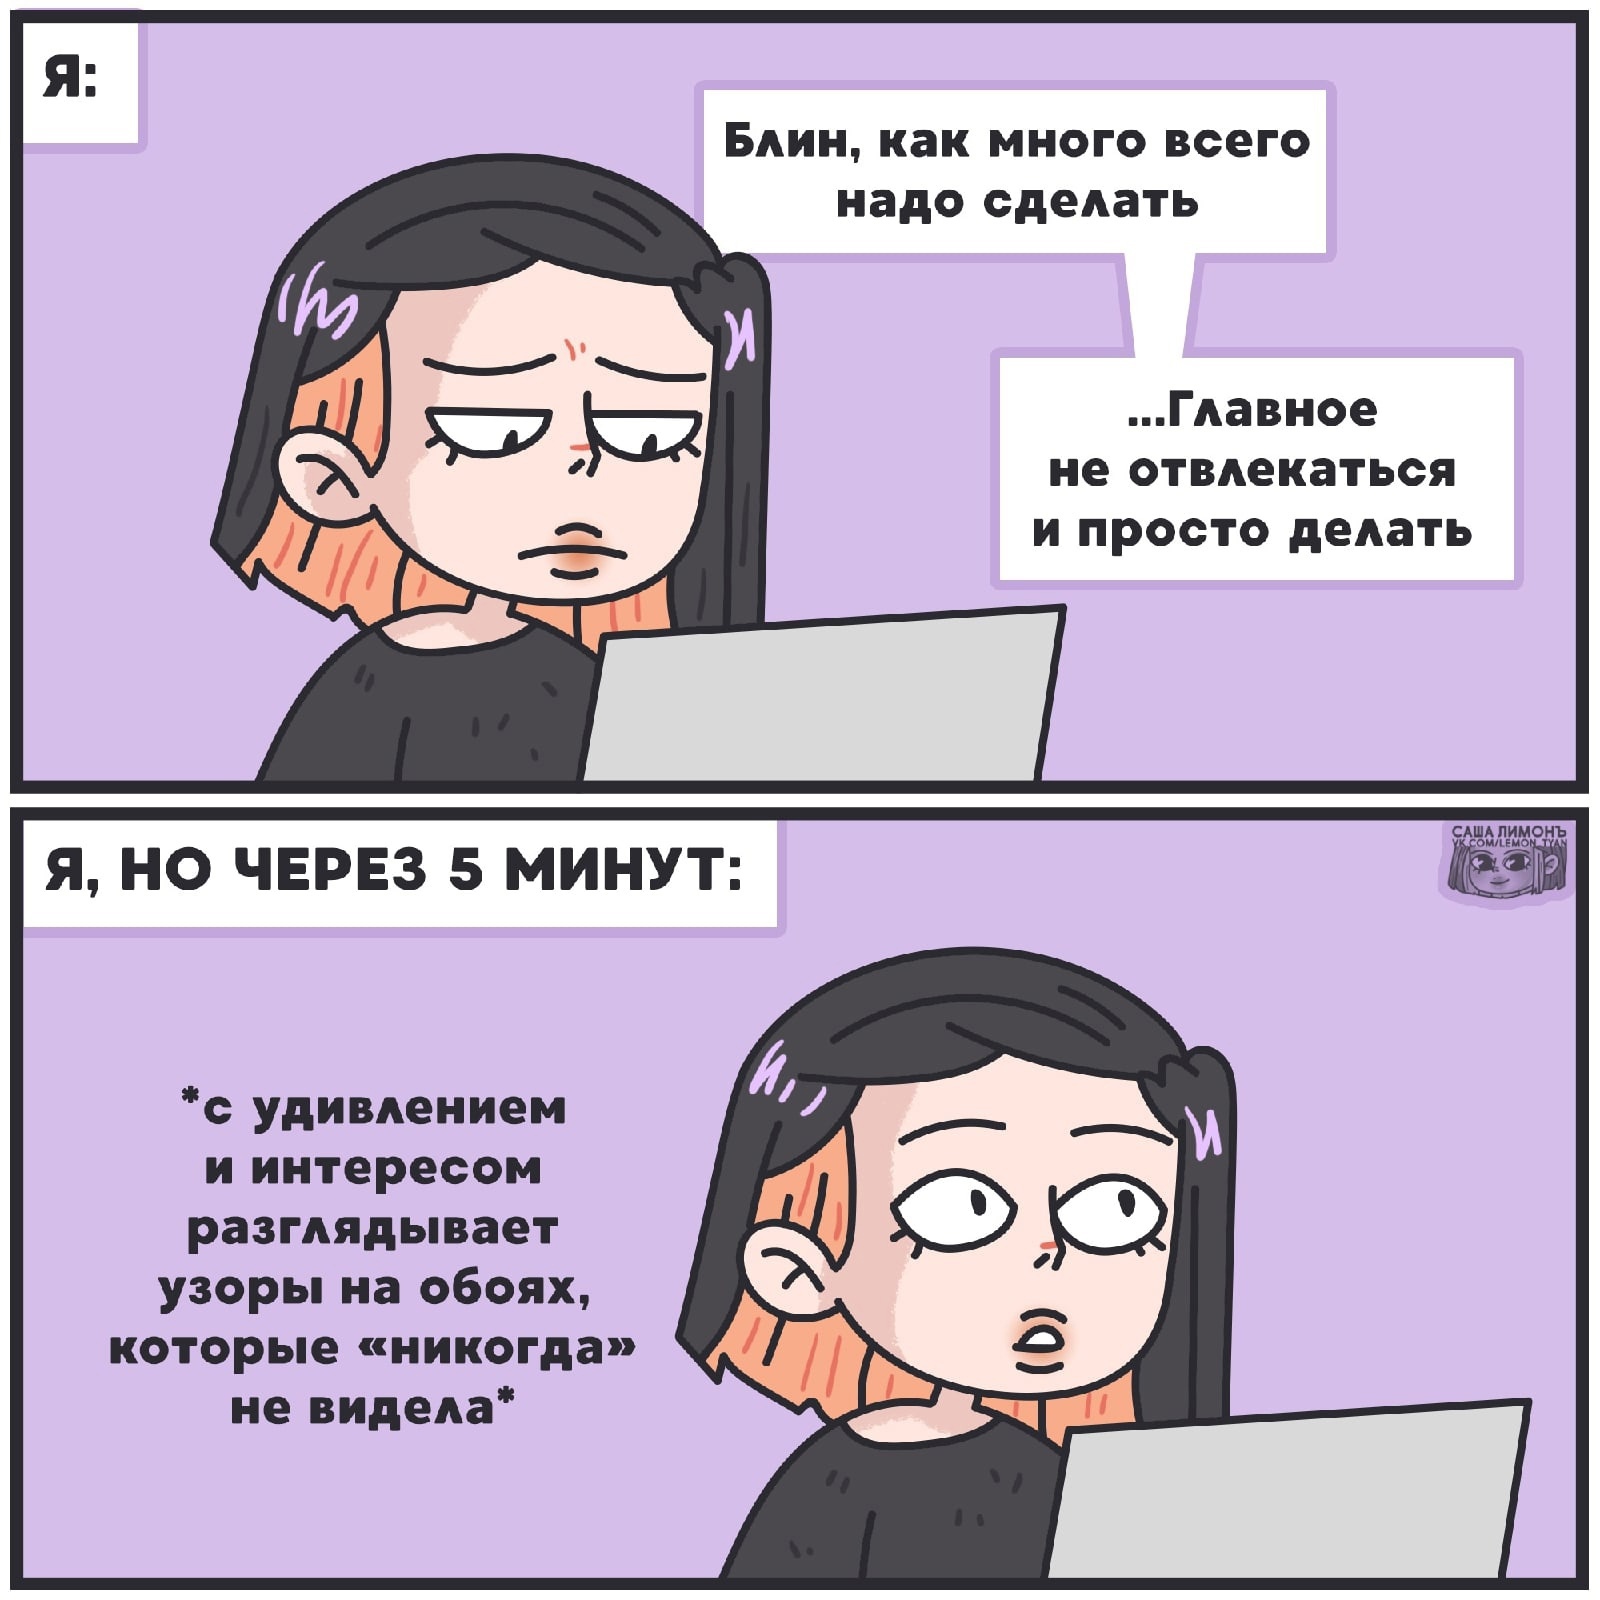 Я:
Блин, как много всего
надо сделать
...Главное
не отвлекаться
и просто делать
Я, НО ЧЕРЕЗ 5 МИНУТ:
САША ЛИМОНЪ
VK.COM/LEMON_TYAN
*с удивлением
и интересом
разглядывает
узоры на обоях,
которые «никогда»
не видела*